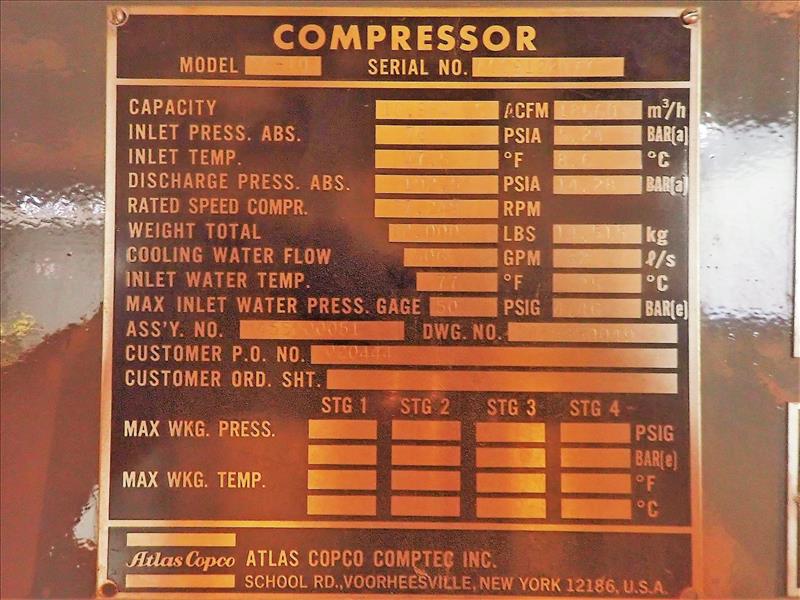 COMPRESSOR
MODEL SERIAL NO.
CAPACITY ACFM m³/h
INLET PRESS. ABS. PSIA BAR(a)
INLET TEMP. °F °C
DISCHARGE PRESS. ABS. PSIA 14.28 BAR(a)
RATED SPEED COMPR. RPM
WEIGHT TOTAL LBS kg
COOLING WATER FLOW GPM ℓ/s
INLET WATER TEMP. 77 °F °C
MAX INLET WATER PRESS. GAGE 50 PSIG BAR(e)
ASS'Y. NO. DWG. NO.
CUSTOMER P.O. NO.
CUSTOMER ORD. SHT.
STG 1 STG 2 STG 3 STG 4
MAX WKG. PRESS. PSIG
BAR(e)
MAX WKG. TEMP. °F
°C
Atlas Copco ATLAS COPCO COMPTEC INC.
SCHOOL RD., VOORHEESVILLE, NEW YORK 12186, U.S.A.